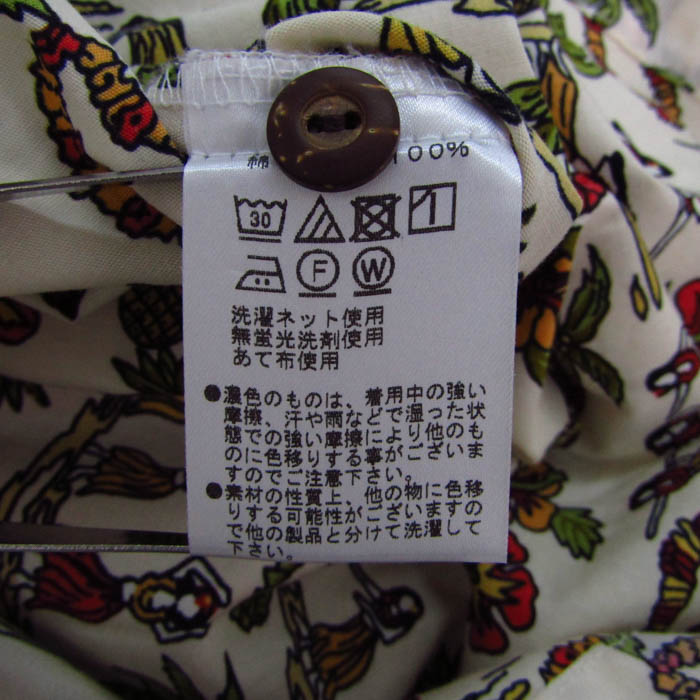 綿 100%
30
F W
洗濯ネット使用
無蛍光洗剤使用
あて布使用
●濃色のものは、着用中の強い
摩擦、汗や雨などで湿った状
態での強い摩擦により他のも
のに色移りする事がございま
すのでご注意下さい。
●素材の性質上、他の物に色移
りする可能性がございますの
で他の製品と分けて洗濯して
下さい。